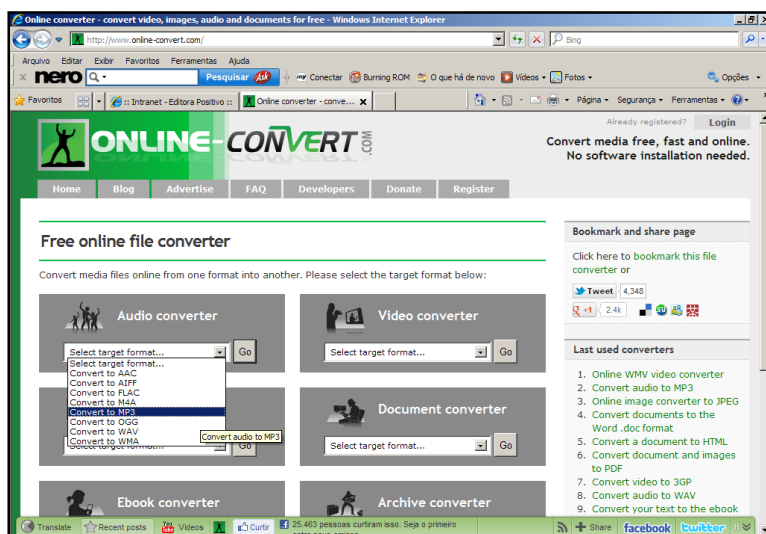 Online converter - convert video, images, audio and documents for free - Windows Internet Explorer
http://www.online-convert.com/
Bing
Arquivo Editar Exibir Favoritos Ferramentas Ajuda
nero Pesquisar Conectar Burning ROM O que há de novo Vídeos Fotos Opções
Favoritos :: Intranet - Editora Positivo :: Online converter - conve... Página Segurança Ferramentas
Already registered? Login
ONLINE-CONVERT.COM
Convert media free, fast and online.
No software installation needed.
Home Blog Advertise FAQ Developers Donate Register
Free online file converter
Convert media files online from one format into another. Please select the target format below:
Audio converter
Select target format... Go
Select target format...
Convert to AAC
Convert to AIFF
Convert to FLAC
Convert to M4A
Convert to MP3
Convert to OGG
Convert to WAV
Convert to WMA
Convert audio to MP3
Select target format... Go
Video converter
Select target format... Go
Document converter
Select target format... Go
Ebook converter
Archive converter
Bookmark and share page
Click here to bookmark this file
converter or
Tweet 4,348
+1 2.4k
Last used converters
1. Online WMV video converter
2. Convert audio to MP3
3. Online image converter to JPEG
4. Convert documents to the
Word .doc format
5. Convert a document to HTML
6. Convert document and images
to PDF
7. Convert video to 3GP
8. Convert audio to WAV
9. Convert your text to the ebook
Translate Recent posts You Tube Videos Curtir 25.463 pessoas curtiram isso. Seja o primeiro
Share facebook twitter